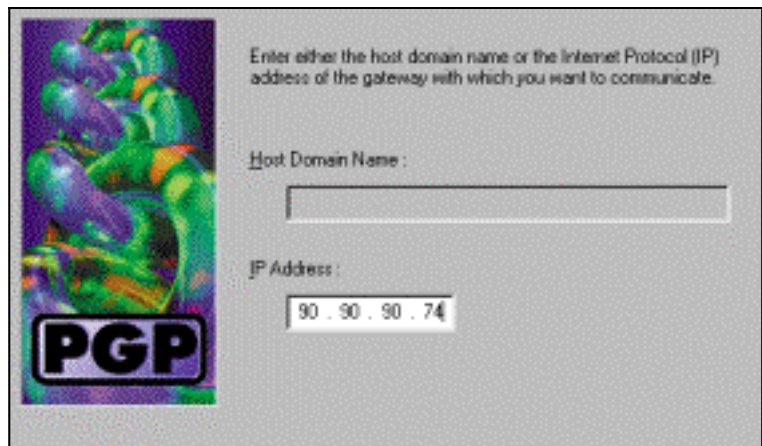 Enter either the host domain name or the Internet Protocol (IP)
address of the gateway with which you want to communicate.
Host Domain Name :
IP Address :
90 . 90 . 90 . 74
PGP